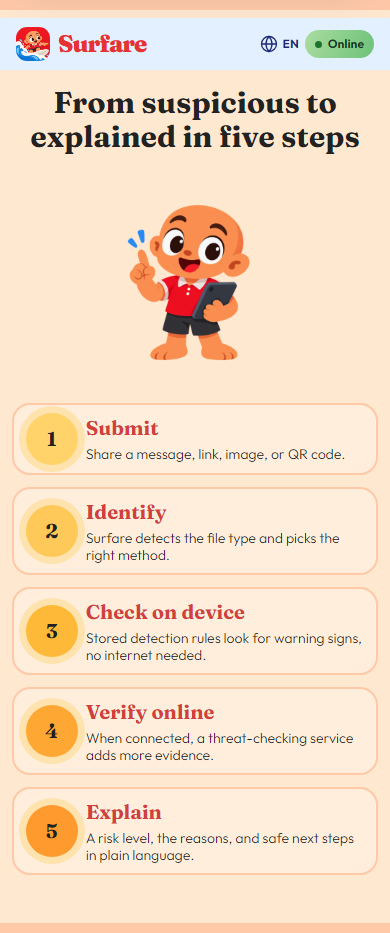 Surfare
EN
Online
From suspicious to
explained in five steps
1
Submit
Share a message, link, image, or QR code.
2
Identify
Surfare detects the file type and picks the
right method.
3
Check on device
Stored detection rules look for warning signs,
no internet needed.
4
Verify online
When connected, a threat-checking service
adds more evidence.
5
Explain
A risk level, the reasons, and safe next steps
in plain language.